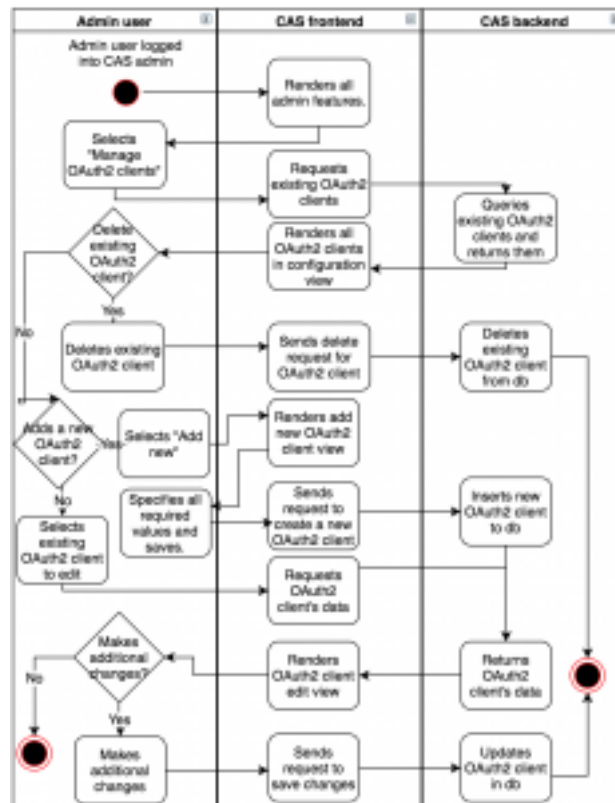 Admin user
CAS frontend
CAS backend
Admin user logged
into CAS admin
Renders all
admin features.
Selects
"Manage
OAuth2 clients"
Requests
existing OAuth2
clients
Queries
existing OAuth2
clients and
returns them
Renders all
OAuth2 clients
in configuration
view
Delete
existing
OAuth2
client?
Yes
No
Deletes existing
OAuth2 client
Sends delete
request for
OAuth2 client
Deletes
existing
OAuth2 client
from db
Adds a new
OAuth2
client?
Yes
Selects "Add
new"
Renders add
new OAuth2
client view
No
Specifies all
required
values and
saves.
Sends
request to
create a new
OAuth2 client
Inserts new
OAuth2 client
to db
Selects
existing
OAuth2 client
to edit
Requests
OAuth2
client's data
Makes
additional
changes?
Renders
OAuth2 client
edit view
Returns
OAuth2
client's data
No
Yes
Makes
additional
changes
Sends
request to
save changes
Updates
OAuth2 client
in db